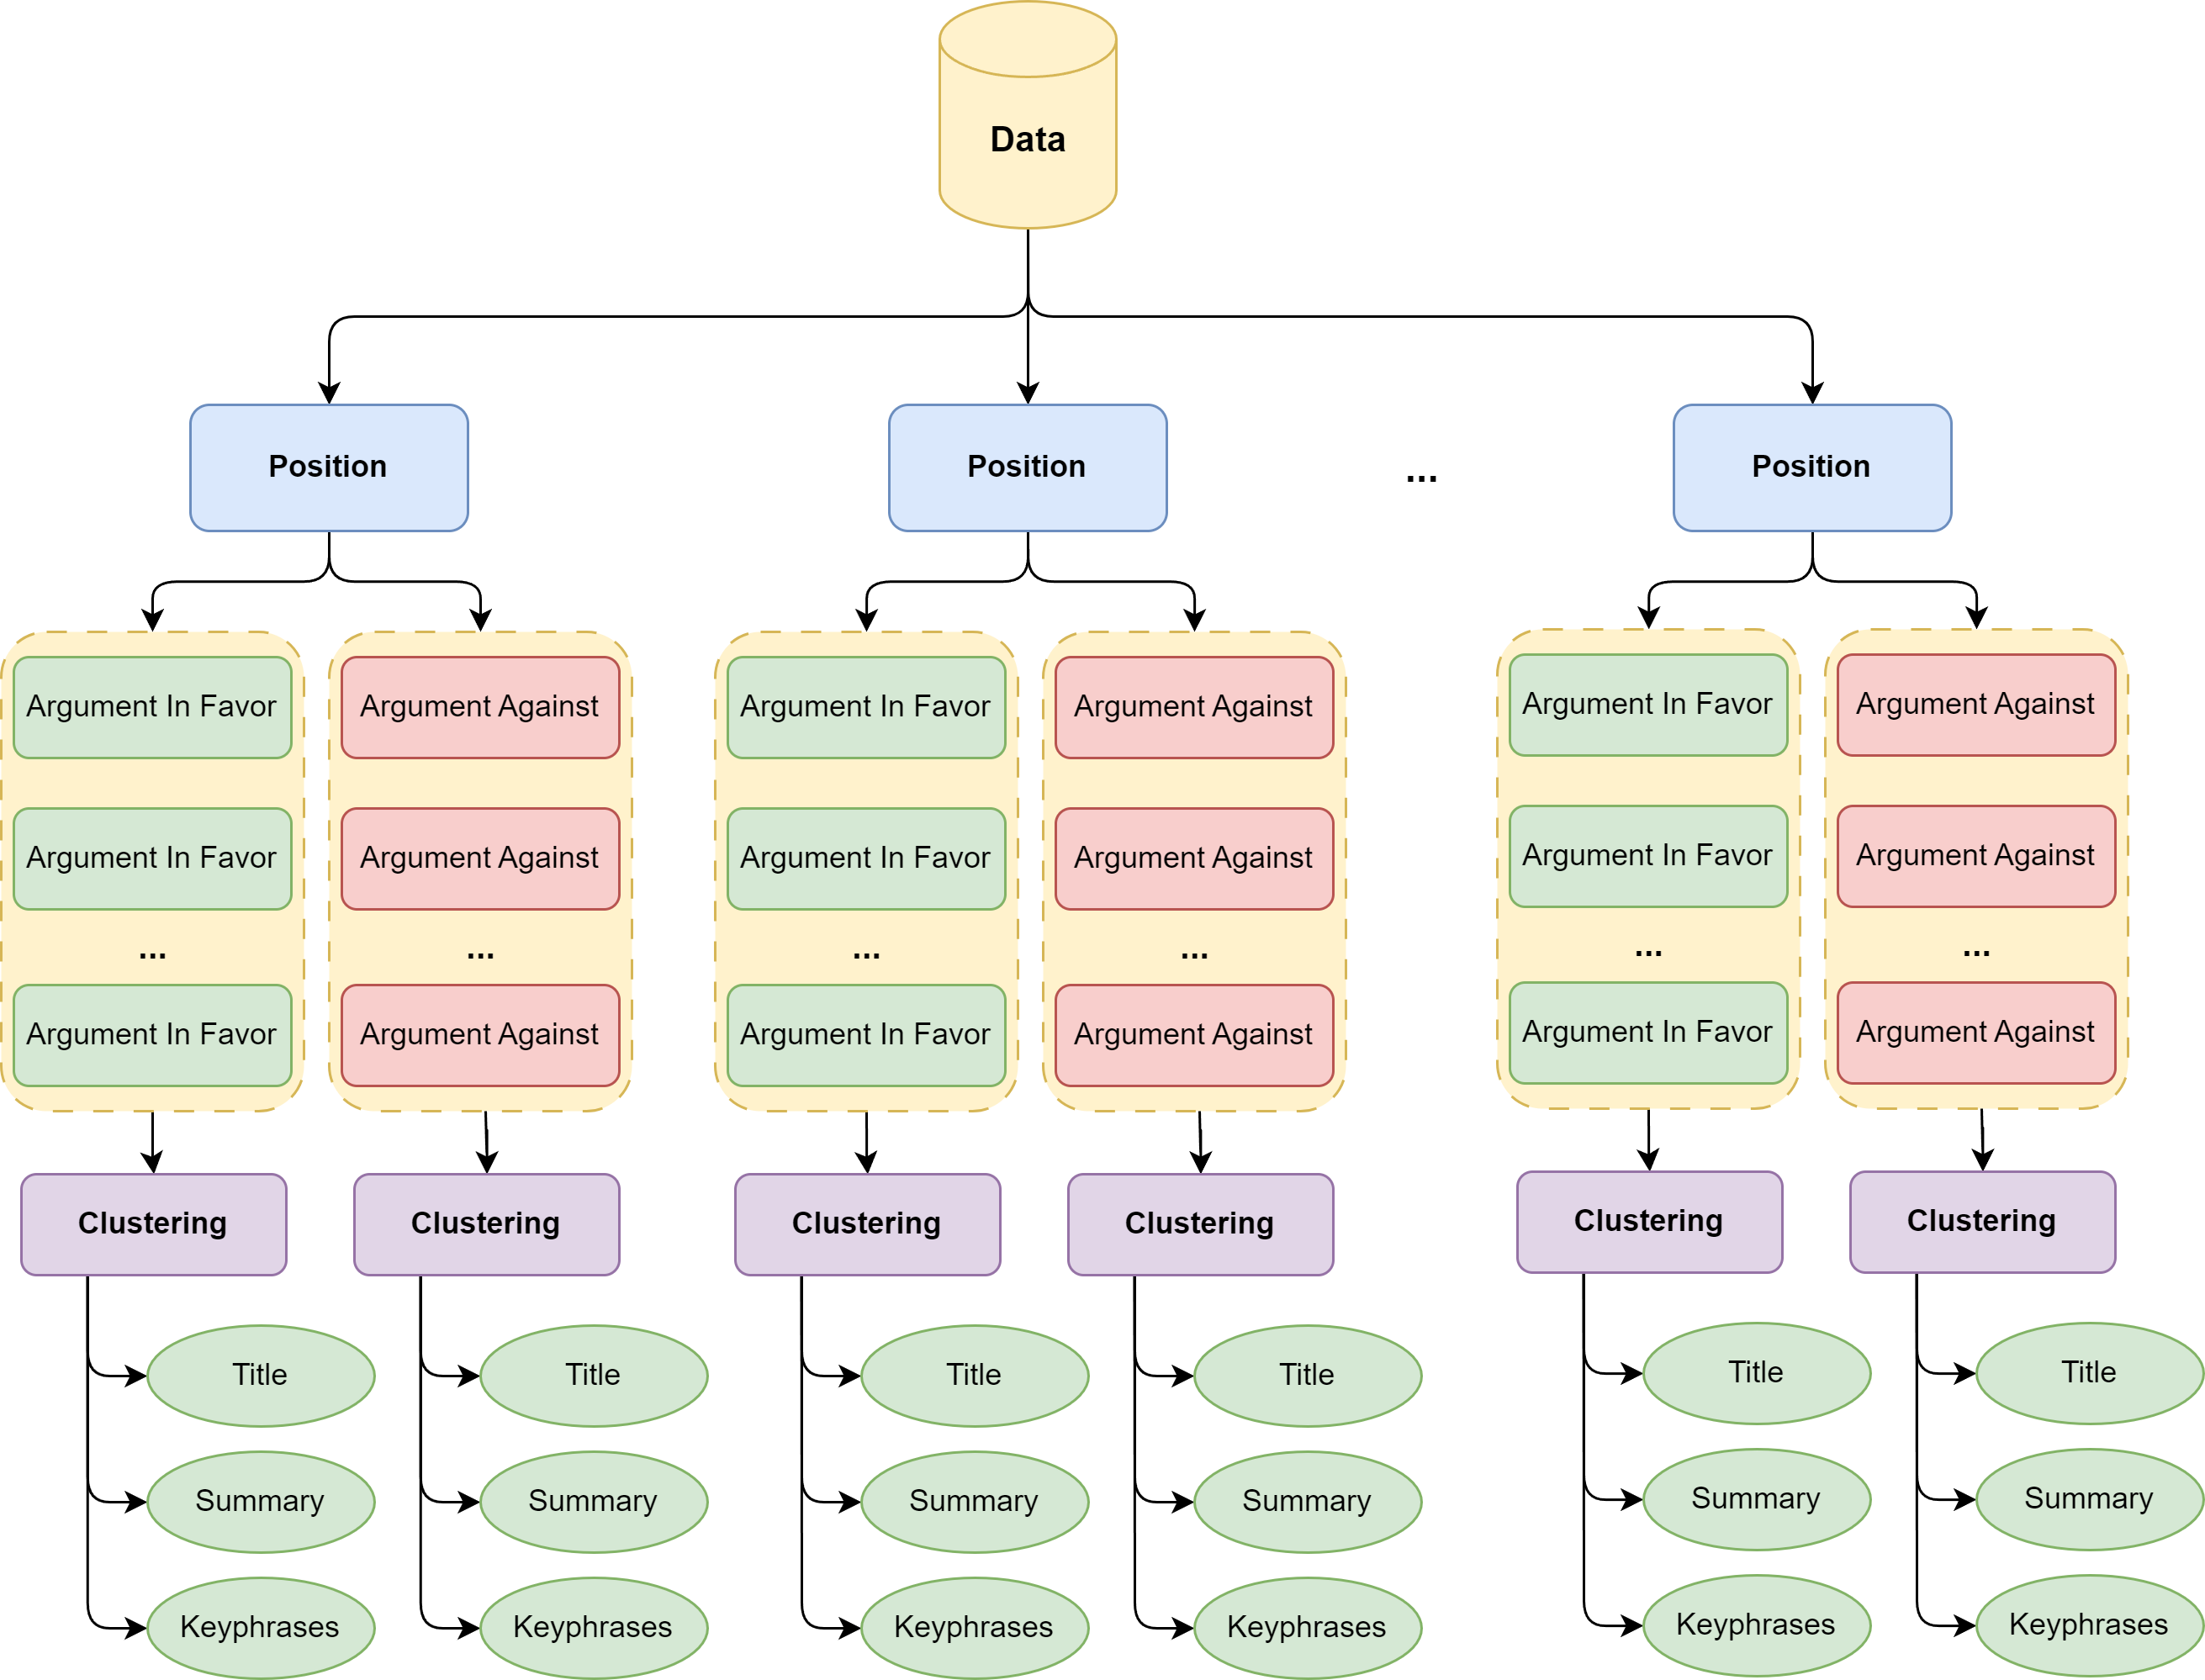 Data
Position
Position
...
Position
Argument In Favor
Argument Against
Argument In Favor
Argument Against
Argument In Favor
Argument Against
Argument In Favor
Argument Against
Argument In Favor
Argument Against
Argument In Favor
Argument Against
...
...
...
...
...
...
Argument In Favor
Argument Against
Argument In Favor
Argument Against
Argument In Favor
Argument Against
Clustering
Clustering
Clustering
Clustering
Clustering
Clustering
Title
Title
Title
Title
Title
Title
Summary
Summary
Summary
Summary
Summary
Summary
Keyphrases
Keyphrases
Keyphrases
Keyphrases
Keyphrases
Keyphrases